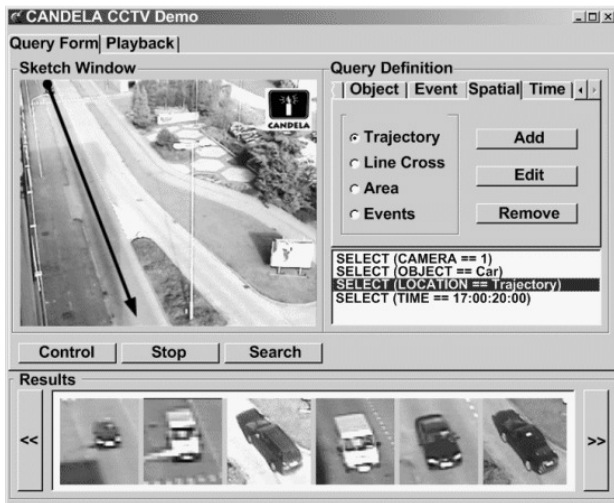 CANDELA CCTV Demo
Query Form Playback
Sketch Window
CANDELA
Query Definition
Object Event Spatial Time
Trajectory
Line Cross
Area
Events
Add
Edit
Remove
SELECT (CAMERA == 1)
SELECT (OBJECT == Car)
SELECT (LOCATION == Trajectory)
SELECT (TIME == 17:00:20:00)
Control Stop Search
Results
<< >>